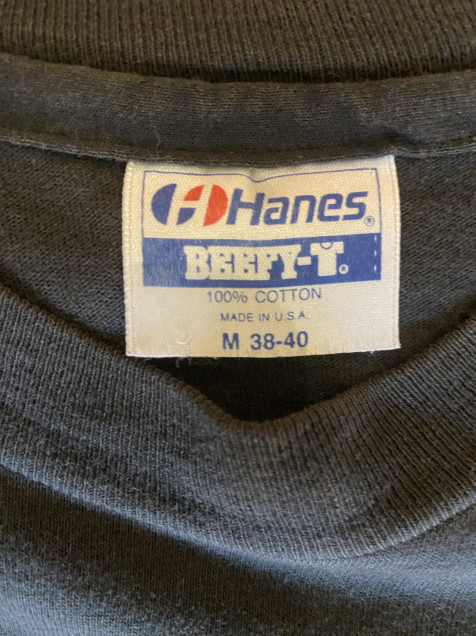 Hanes®
BEEFY-T®
100% COTTON
MADE IN U.S.A.
M 38-40